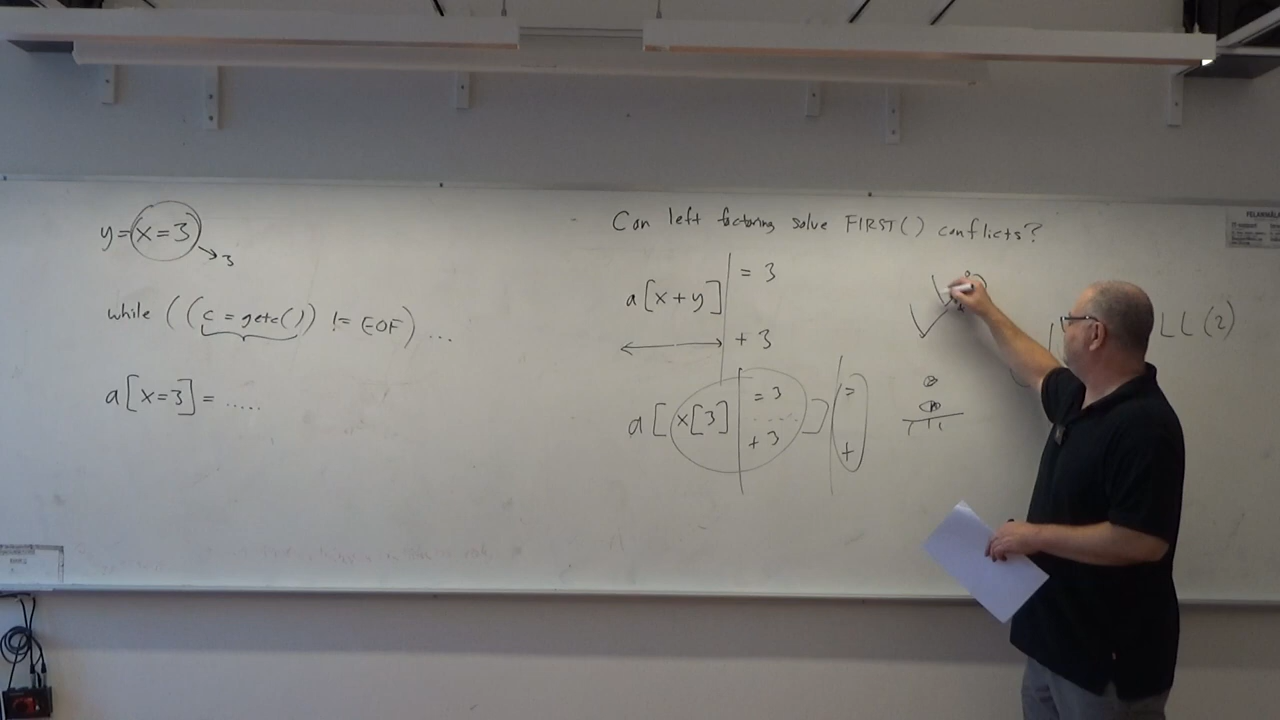 y=(x=3)
3
while ((c = getc()) != EOF) ...
a[x=3] = .....
Can left factoring solve FIRST() conflicts?
a[x+y] = 3
+ 3
a[x[3] = 3 ] =
+ 3 +
LL(2)